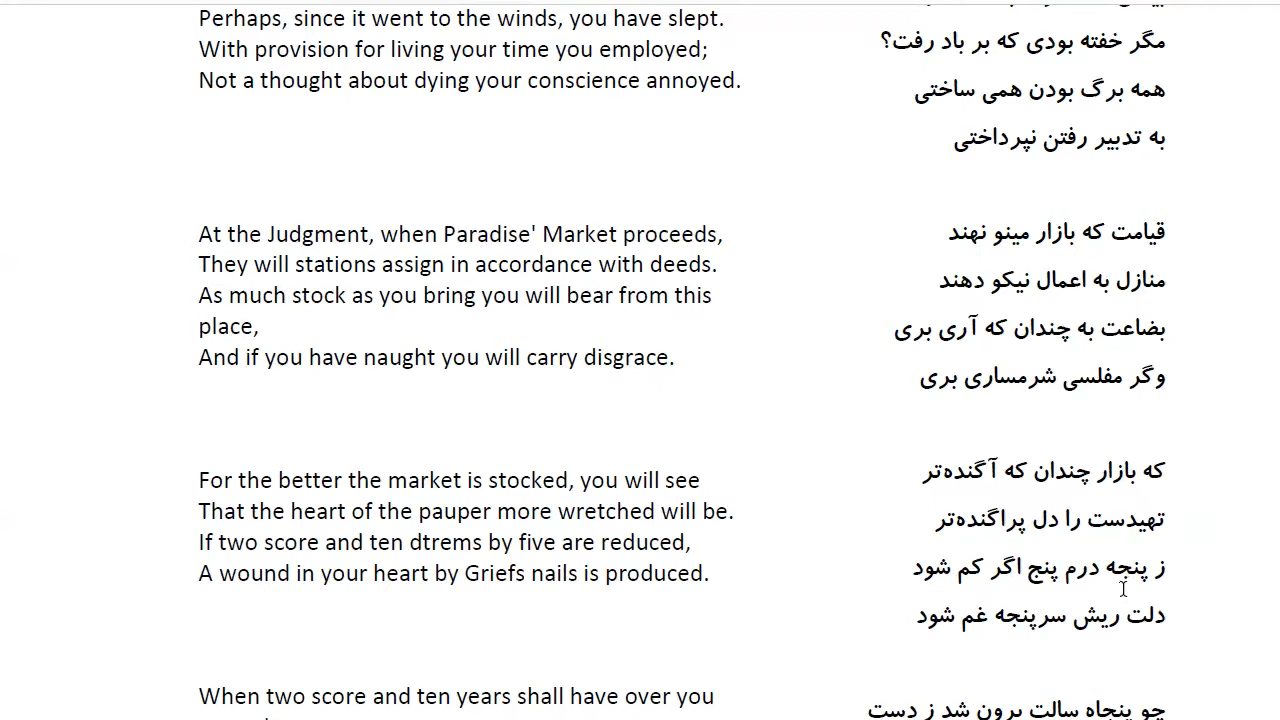 Perhaps, since it went to the winds, you have slept.
With provision for living your time you employed;
Not a thought about dying your conscience annoyed.
مگر خفته بودی که بر باد رفت؟
همه برگ بودن همی ساختی
به تدبیر رفتن نپرداختی
At the Judgment, when Paradise' Market proceeds,
They will stations assign in accordance with deeds.
As much stock as you bring you will bear from this
place,
And if you have naught you will carry disgrace.
قیامت که بازار مینو نهند
منازل به اعمال نیکو دهند
بضاعت به چندان که آری بری
وگر مفلسی شرمساری بری
For the better the market is stocked, you will see
That the heart of the pauper more wretched will be.
If two score and ten dtrems by five are reduced,
A wound in your heart by Griefs nails is produced.
که بازار چندان که آگنده‌تر
تهیدست را دل پراگنده‌تر
ز پنجه درم پنج اگر کم شود
دلت ریش سرپنجه غم شود
When two score and ten years shall have over you
چو پنجاه سالت برون شد ز دست